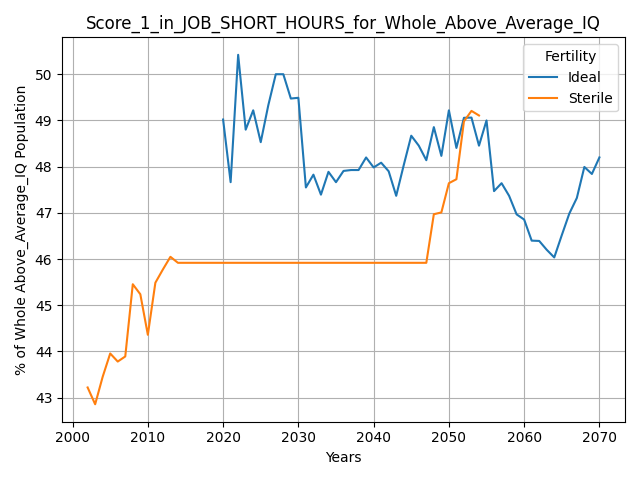 Score_1_in_JOB_SHORT_HOURS_for_Whole_Above_Average_IQ
% of Whole Above_Average_IQ Population
50
49
48
47
46
45
44
43
Fertility
Ideal
Sterile
2000 2010 2020 2030 2040 2050 2060 2070
Years